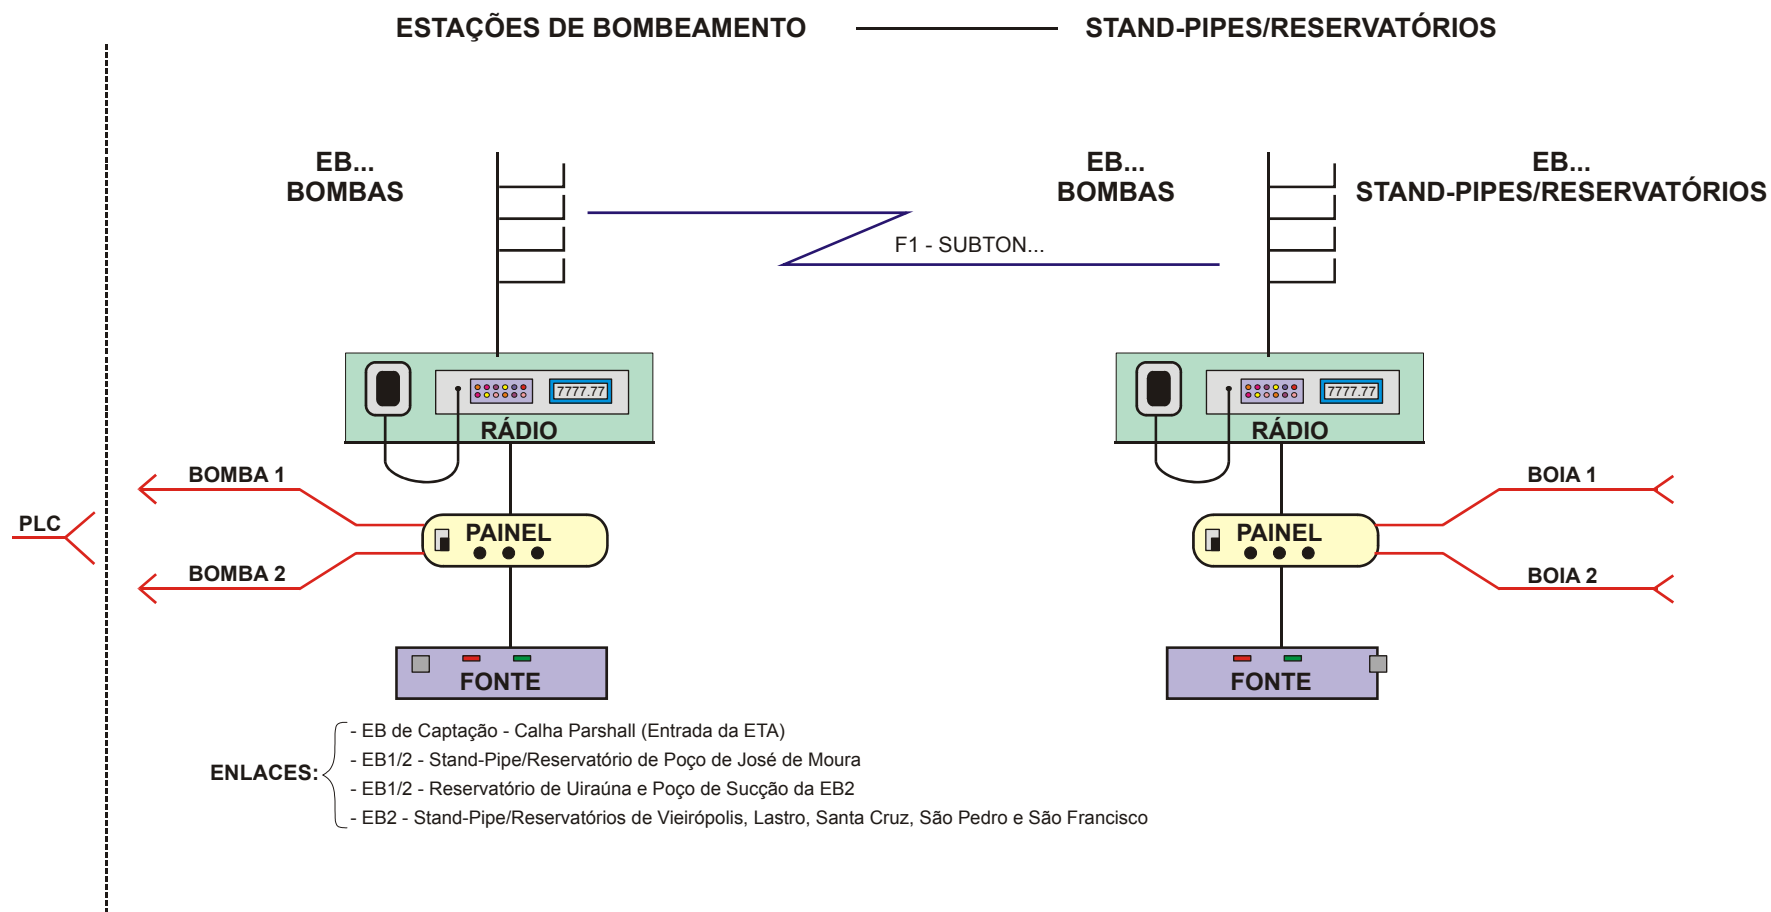 ESTAÇÕES DE BOMBEAMENTO STAND-PIPES/RESERVATÓRIOS
EB...
BOMBAS
EB...
BOMBAS
EB...
STAND-PIPES/RESERVATÓRIOS
F1 - SUBTON...
7777.77
RÁDIO
7777.77
RÁDIO
BOMBA 1
BOIA 1
PLC
PAINEL
PAINEL
BOMBA 2
BOIA 2
FONTE
FONTE
ENLACES:
- EB de Captação - Calha Parshall (Entrada da ETA)
- EB1/2 - Stand-Pipe/Reservatório de Poço de José de Moura
- EB1/2 - Reservatório de Uiraúna e Poço de Sucção da EB2
- EB2 - Stand-Pipe/Reservatórios de Vieirópolis, Lastro, Santa Cruz, São Pedro e São Francisco